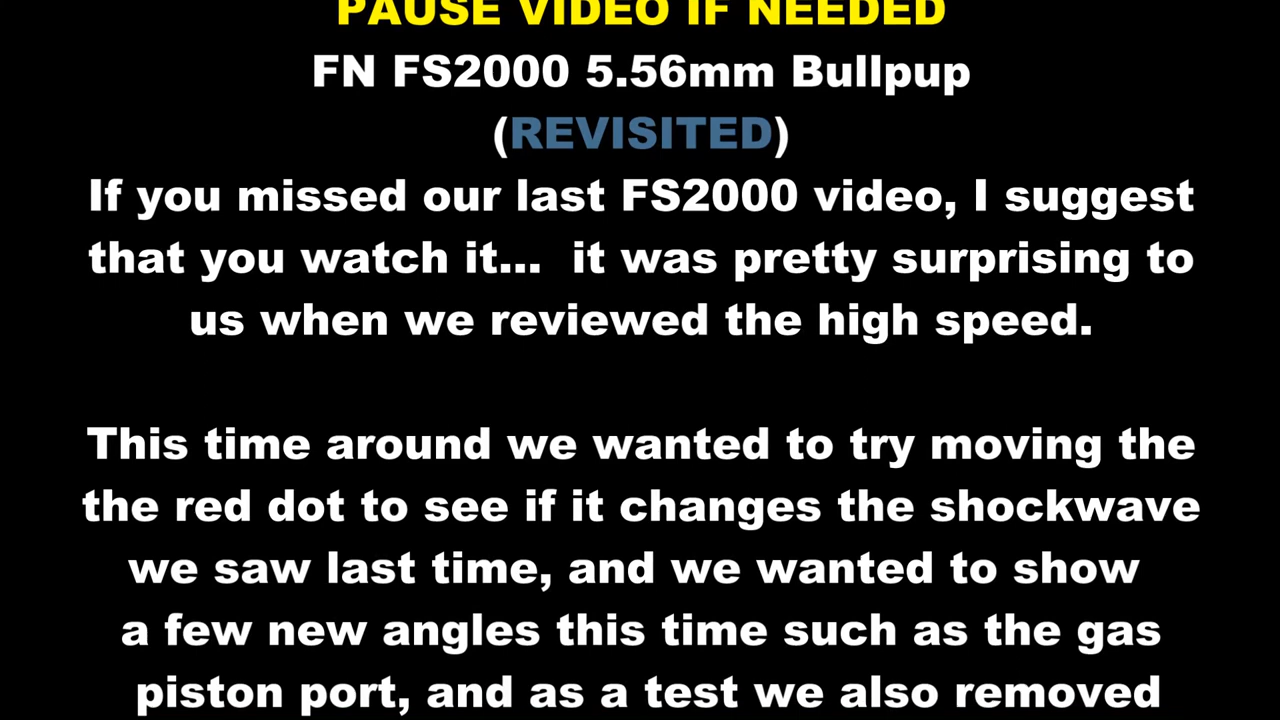 PAUSE VIDEO IF NEEDED
FN FS2000 5.56mm Bullpup
(REVISITED)
If you missed our last FS2000 video, I suggest
that you watch it... it was pretty surprising to
us when we reviewed the high speed.
This time around we wanted to try moving the
the red dot to see if it changes the shockwave
we saw last time, and we wanted to show
a few new angles this time such as the gas
piston port, and as a test we also removed